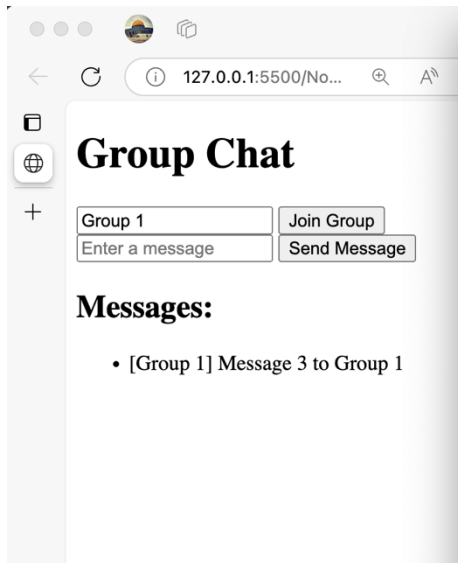 127.0.0.1:5500/No...
Group Chat
Group 1 Join Group
Enter a message Send Message
Messages:
• [Group 1] Message 3 to Group 1